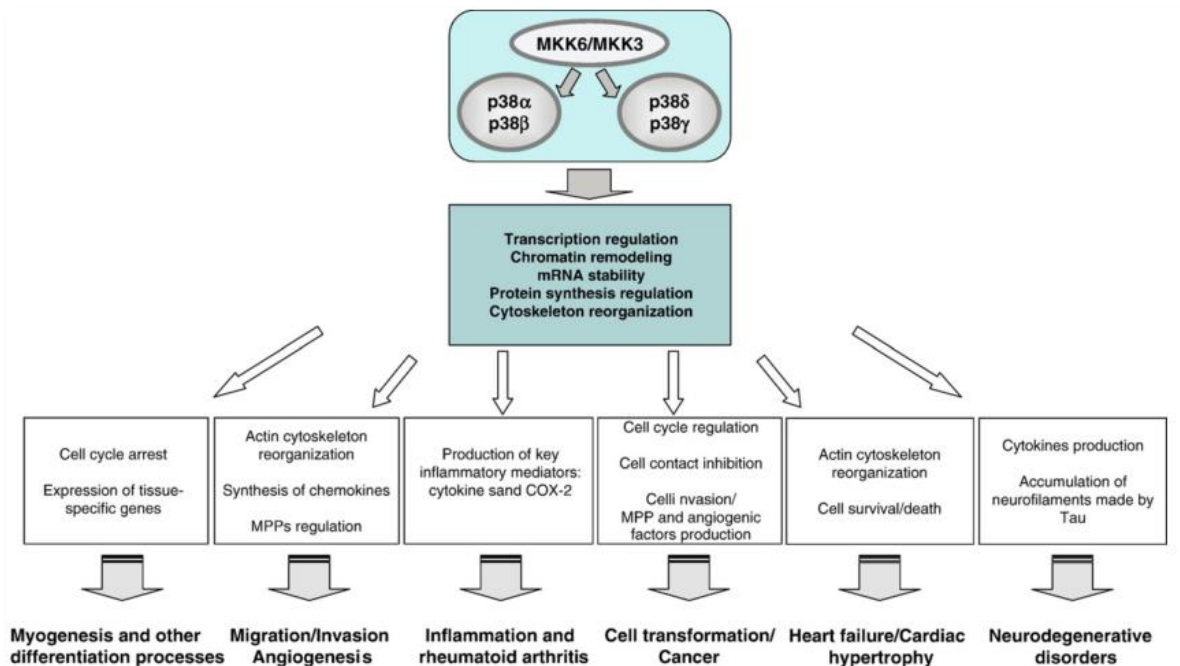 MKK6/MKK3
p38α
p38β
p38δ
p38γ
Transcription regulation
Chromatin remodeling
mRNA stability
Protein synthesis regulation
Cytoskeleton reorganization
Cell cycle arrest
Expression of tissue-
specific genes
Actin cytoskeleton
reorganization
Synthesis of chemokines
MPPs regulation
Production of key
inflammatory mediators:
cytokine sand COX-2
Cell cycle regulation
Cell contact inhibition
Celli nvasion/
MPP and angiogenic
factors production
Actin cytoskeleton
reorganization
Cell survival/death
Cytokines production
Accumulation of
neurofilaments made by
Tau
Myogenesis and other
differentiation processes
Migration/Invasion
Angiogenesis
Inflammation and
rheumatoid arthritis
Cell transformation/
Cancer
Heart failure/Cardiac
hypertrophy
Neurodegenerative
disorders